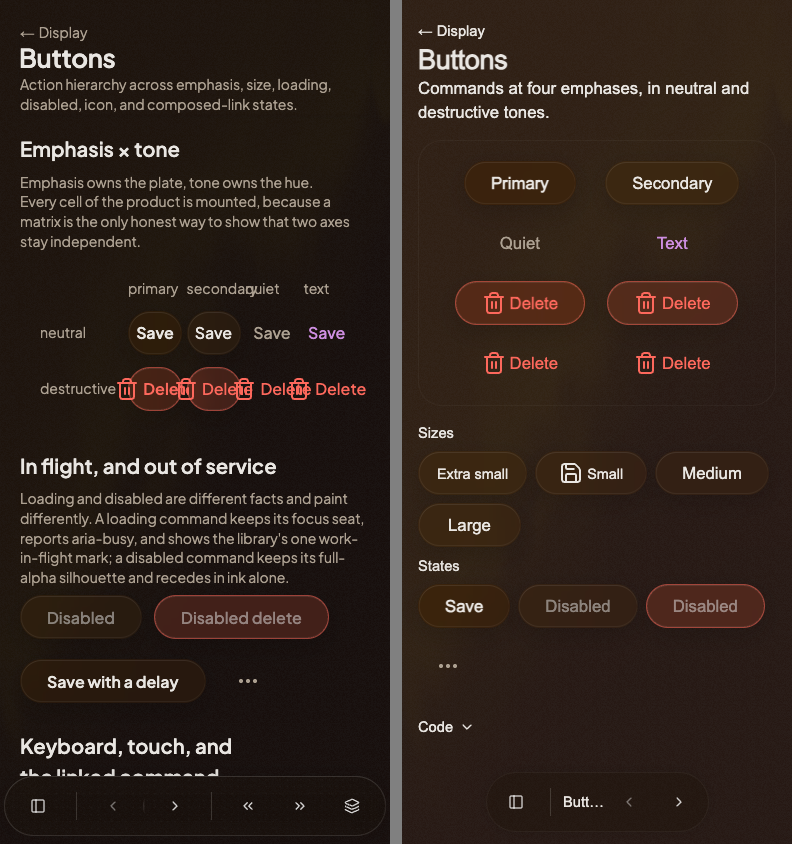 ← Display
Buttons
Action hierarchy across emphasis, size, loading,
disabled, icon, and composed-link states.
Emphasis × tone
Emphasis owns the plate, tone owns the hue.
Every cell of the product is mounted, because a
matrix is the only honest way to show that two axes
stay independent.
primary secondary quiet text
neutral Save Save Save Save
destructive Delete Delete Delete Delete
In flight, and out of service
Loading and disabled are different facts and paint
differently. A loading command keeps its focus seat,
reports aria-busy, and shows the library's one work-
in-flight mark; a disabled command keeps its full-
alpha silhouette and recedes in ink alone.
Disabled Disabled delete
Save with a delay
Keyboard, touch, and
the linked command
← Display
Buttons
Commands at four emphases, in neutral and
destructive tones.
Primary Secondary
Quiet Text
Delete Delete
Delete Delete
Sizes
Extra small Small Medium
Large
States
Save Disabled Disabled
Code
Butt...